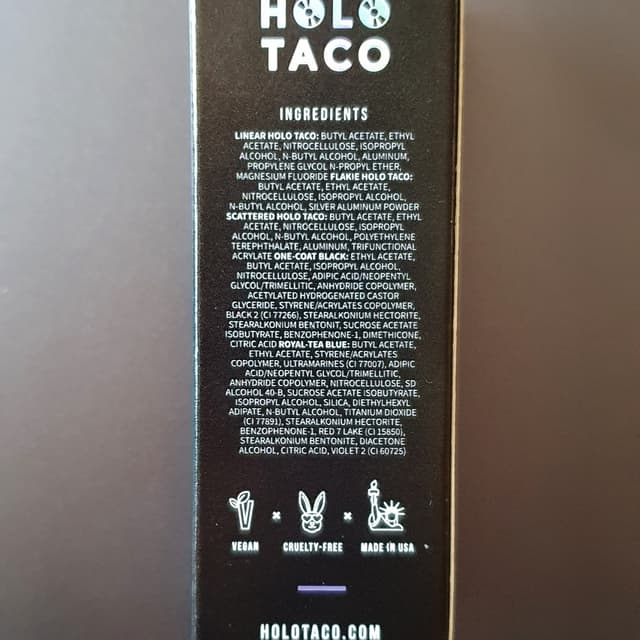 HOLO
TACO
INGREDIENTS
LINEAR HOLO TACO: BUTYL ACETATE, ETHYL
ACETATE, NITROCELLULOSE, ISOPROPYL
ALCOHOL, N-BUTYL ALCOHOL, ALUMINUM,
PROPYLENE GLYCOL N-PROPYL ETHER,
MAGNESIUM FLUORIDE FLAKIE HOLO TACO:
BUTYL ACETATE, ETHYL ACETATE,
NITROCELLULOSE, ISOPROPYL ALCOHOL,
N-BUTYL ALCOHOL, SILVER ALUMINUM POWDER
SCATTERED HOLO TACO: BUTYL ACETATE, ETHYL
ACETATE, NITROCELLULOSE, ISOPROPYL
ALCOHOL, N-BUTYL ALCOHOL, POLYETHYLENE
TEREPHTHALATE, ALUMINUM, TRIFUNCTIONAL
ACRYLATE ONE-COAT BLACK: ETHYL ACETATE,
BUTYL ACETATE, ISOPROPYL ALCOHOL,
NITROCELLULOSE, ADIPIC ACID/NEOPENTYL
GLYCOL/TRIMELLITIC, ANHYDRIDE COPOLYMER,
ACETYLATED HYDROGENATED CASTOR
GLYCERIDE, STYRENE/ACRYLATES COPOLYMER,
BLACK 2 (CI 77266), STEARALKONIUM HECTORITE,
STEARALKONIUM BENTONIT, SUCROSE ACETATE
ISOBUTYRATE, BENZOPHENONE-1, DIMETHICONE,
CITRIC ACID ROYAL-TEA BLUE: BUTYL ACETATE,
ETHYL ACETATE, STYRENE/ACRYLATES
COPOLYMER, ULTRAMARINES (CI 77007), ADIPIC
ACID/NEOPENTYL GLYCOL/TRIMELLITIC,
ANHYDRIDE COPOLYMER, NITROCELLULOSE, SD
ALCOHOL 40-B, SUCROSE ACETATE ISOBUTYRATE,
ISOPROPYL ALCOHOL, SILICA, DIETHYLHEXYL
ADIPATE, N-BUTYL ALCOHOL, TITANIUM DIOXIDE
(CI 77891), STEARALKONIUM HECTORITE,
BENZOPHENONE-1, RED 7 LAKE (CI 15850),
STEARALKONIUM BENTONITE, DIACETONE
ALCOHOL, CITRIC ACID, VIOLET 2 (CI 60725)
VEGAN × CRUELTY-FREE × MADE IN USA
HOLOTACO.COM